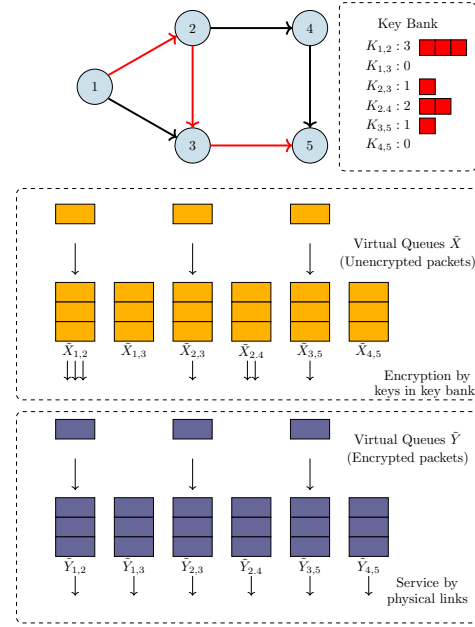 2
4
1
3
5
Key Bank
K1,2 : 3
K1,3 : 0
K2,3 : 1
K2.4 : 2
K3,5 : 1
K4,5 : 0
Virtual Queues X̃
(Unencrypted packets)
X̃1,2 X̃1,3 X̃2,3 X̃2.4 X̃3,5 X̃4,5
Encryption by
keys in key bank
Virtual Queues Ỹ
(Encrypted packets)
Ỹ1,2 Ỹ1,3 Ỹ2,3 Ỹ2.4 Ỹ3,5 Ỹ4,5
Service by
physical links